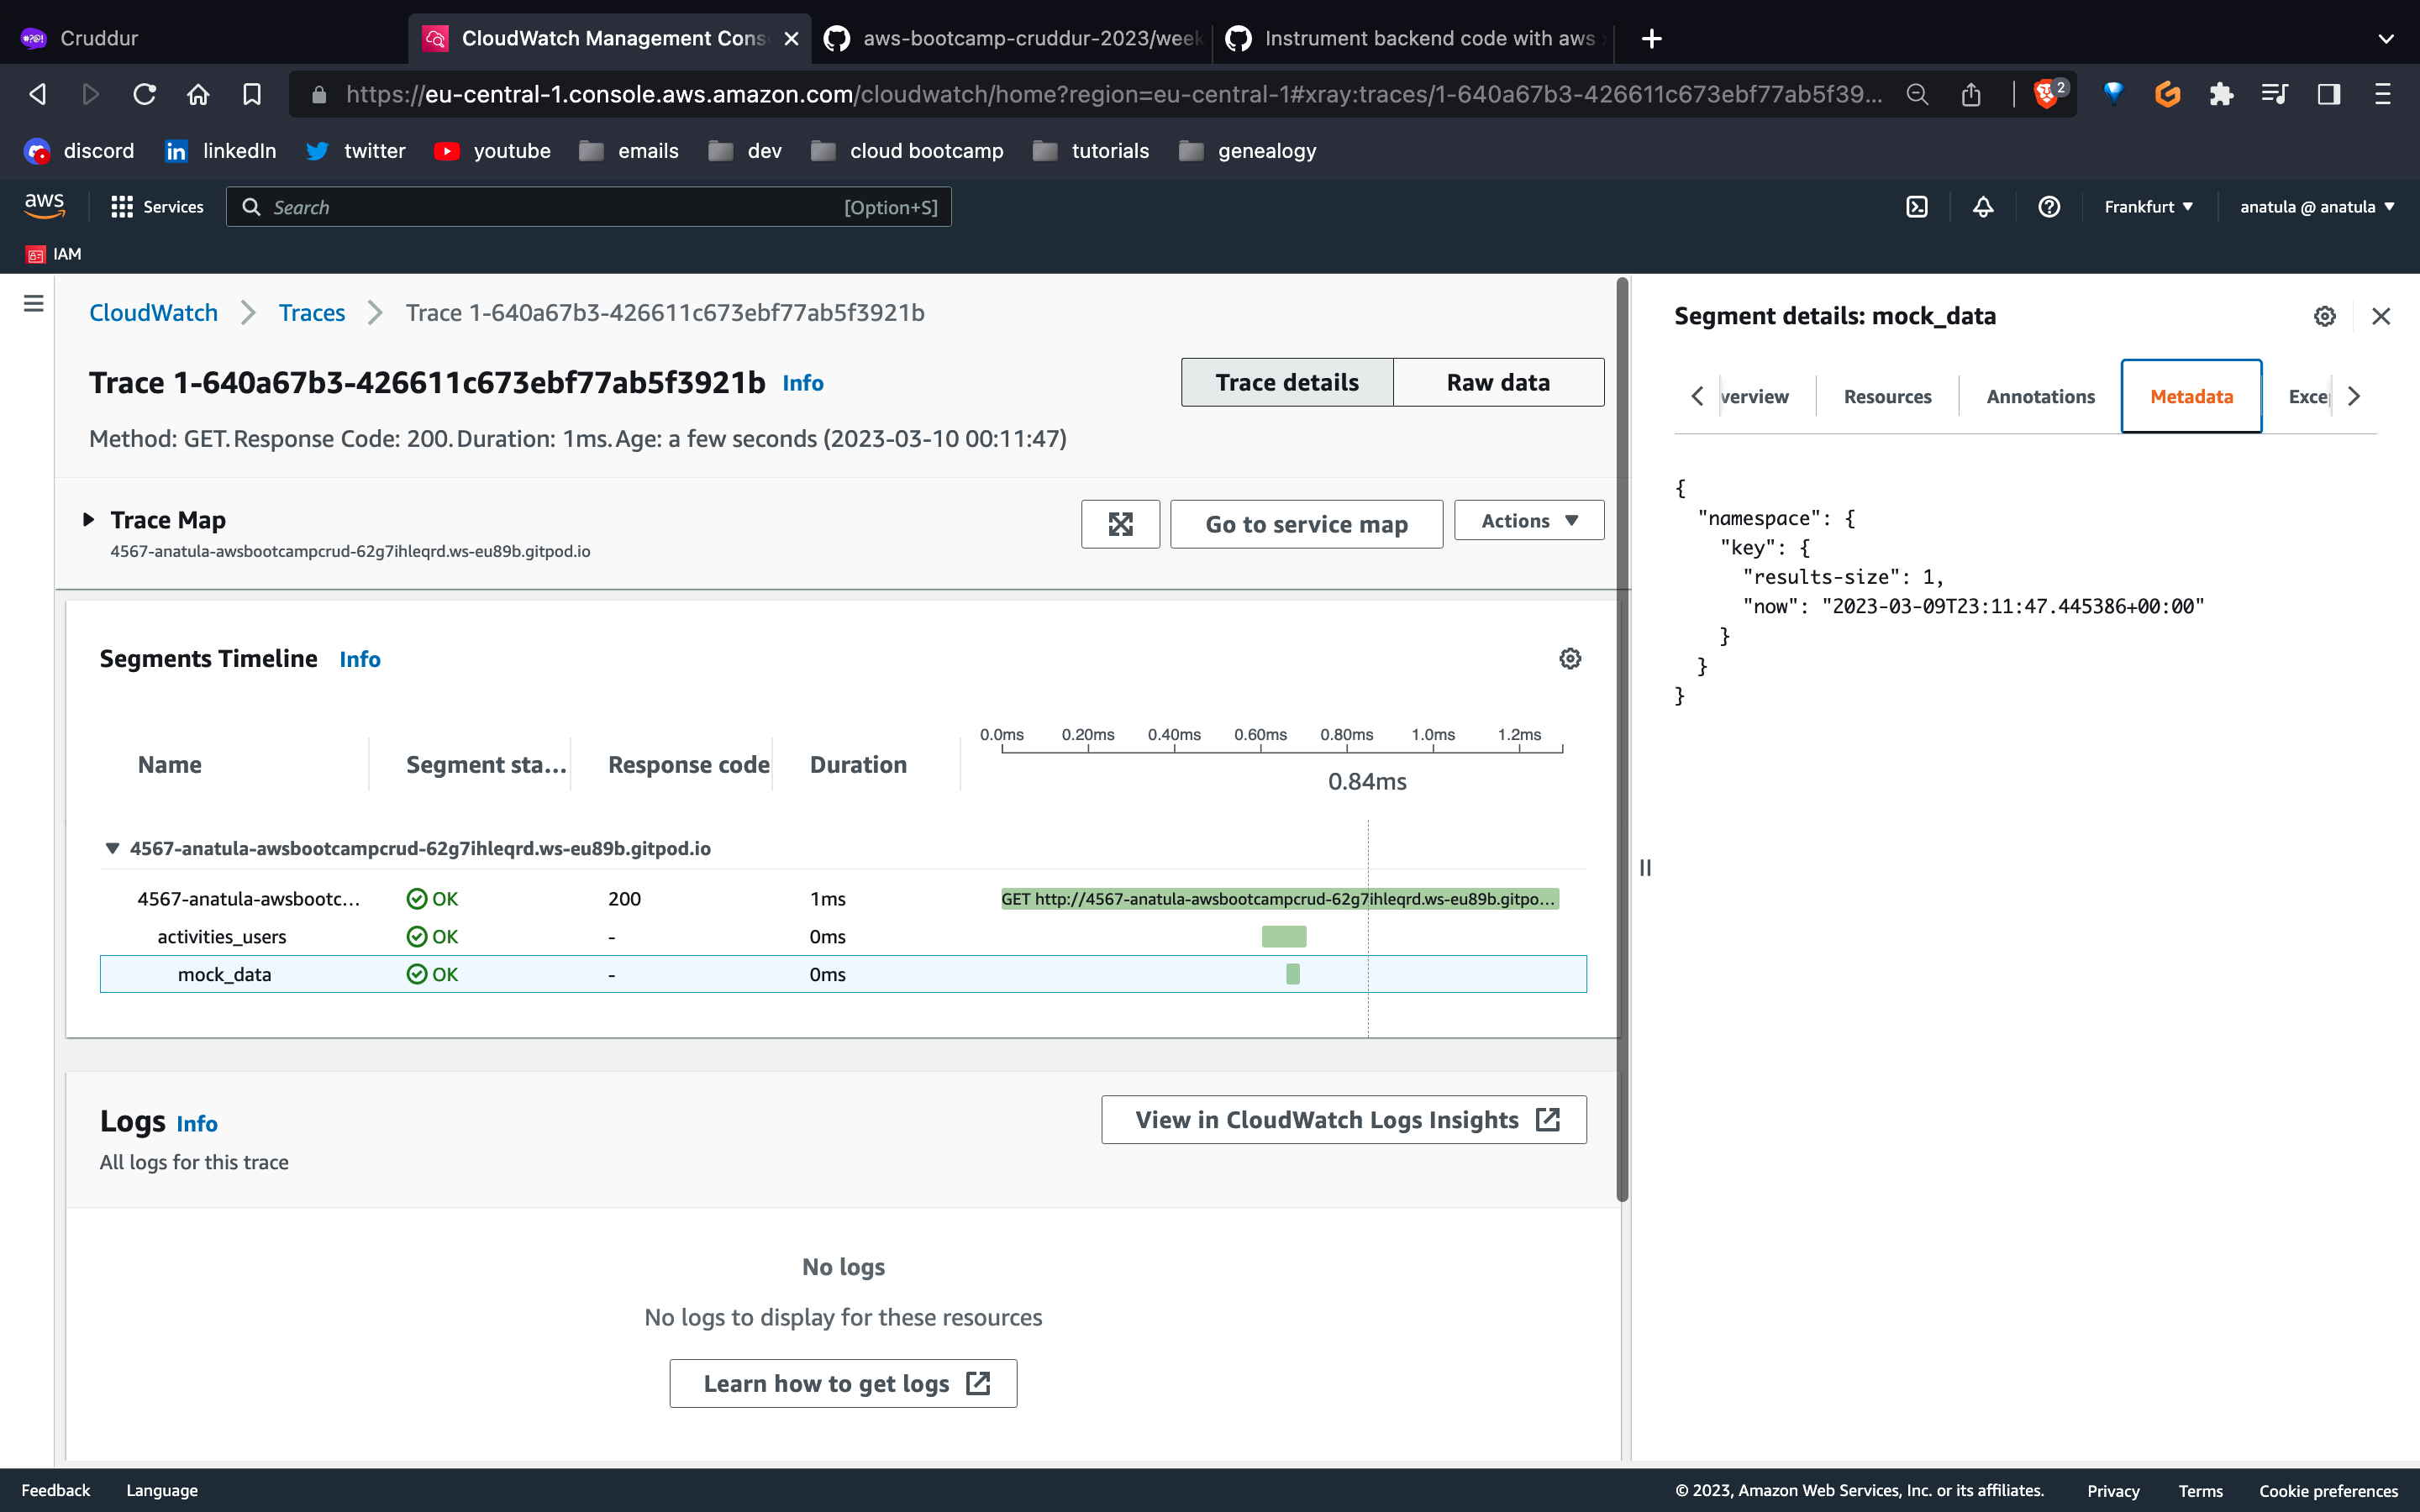 Cruddur
CloudWatch Management Cons
aws-bootcamp-cruddur-2023/week
Instrument backend code with aws x
https://eu-central-1.console.aws.amazon.com/cloudwatch/home?region=eu-central-1#xray:traces/1-640a67b3-426611c673ebf77ab5f39...
2
discord
linkedIn
twitter
youtube
emails
dev
cloud bootcamp
tutorials
genealogy
aws
Services
Search
[Option+S]
Frankfurt
anatula @ anatula
IAM
CloudWatch
Traces
Trace 1-640a67b3-426611c673ebf77ab5f3921b
Trace 1-640a67b3-426611c673ebf77ab5f3921b Info
Trace details
Raw data
Method: GET. Response Code: 200. Duration: 1ms. Age: a few seconds (2023-03-10 00:11:47)
Trace Map
4567-anatula-awsbootcampcrud-62g7ihleqrd.ws-eu89b.gitpod.io
Go to service map
Actions
Segments Timeline Info
0.0ms 0.20ms 0.40ms 0.60ms 0.80ms 1.0ms 1.2ms
Name
Segment sta...
Response code
Duration
0.84ms
4567-anatula-awsbootcampcrud-62g7ihleqrd.ws-eu89b.gitpod.io
4567-anatula-awsbootc... OK 200 1ms GET http://4567-anatula-awsbootcampcrud-62g7ihleqrd.ws-eu89b.gitpo...
activities_users OK - 0ms
mock_data OK - 0ms
Logs Info
All logs for this trace
View in CloudWatch Logs Insights
No logs
No logs to display for these resources
Learn how to get logs
Segment details: mock_data
verview
Resources
Annotations
Metadata
Exce
{
"namespace": {
"key": {
"results-size": 1,
"now": "2023-03-09T23:11:47.445386+00:00"
}
}
}
Feedback
Language
© 2023, Amazon Web Services, Inc. or its affiliates.
Privacy
Terms
Cookie preferences